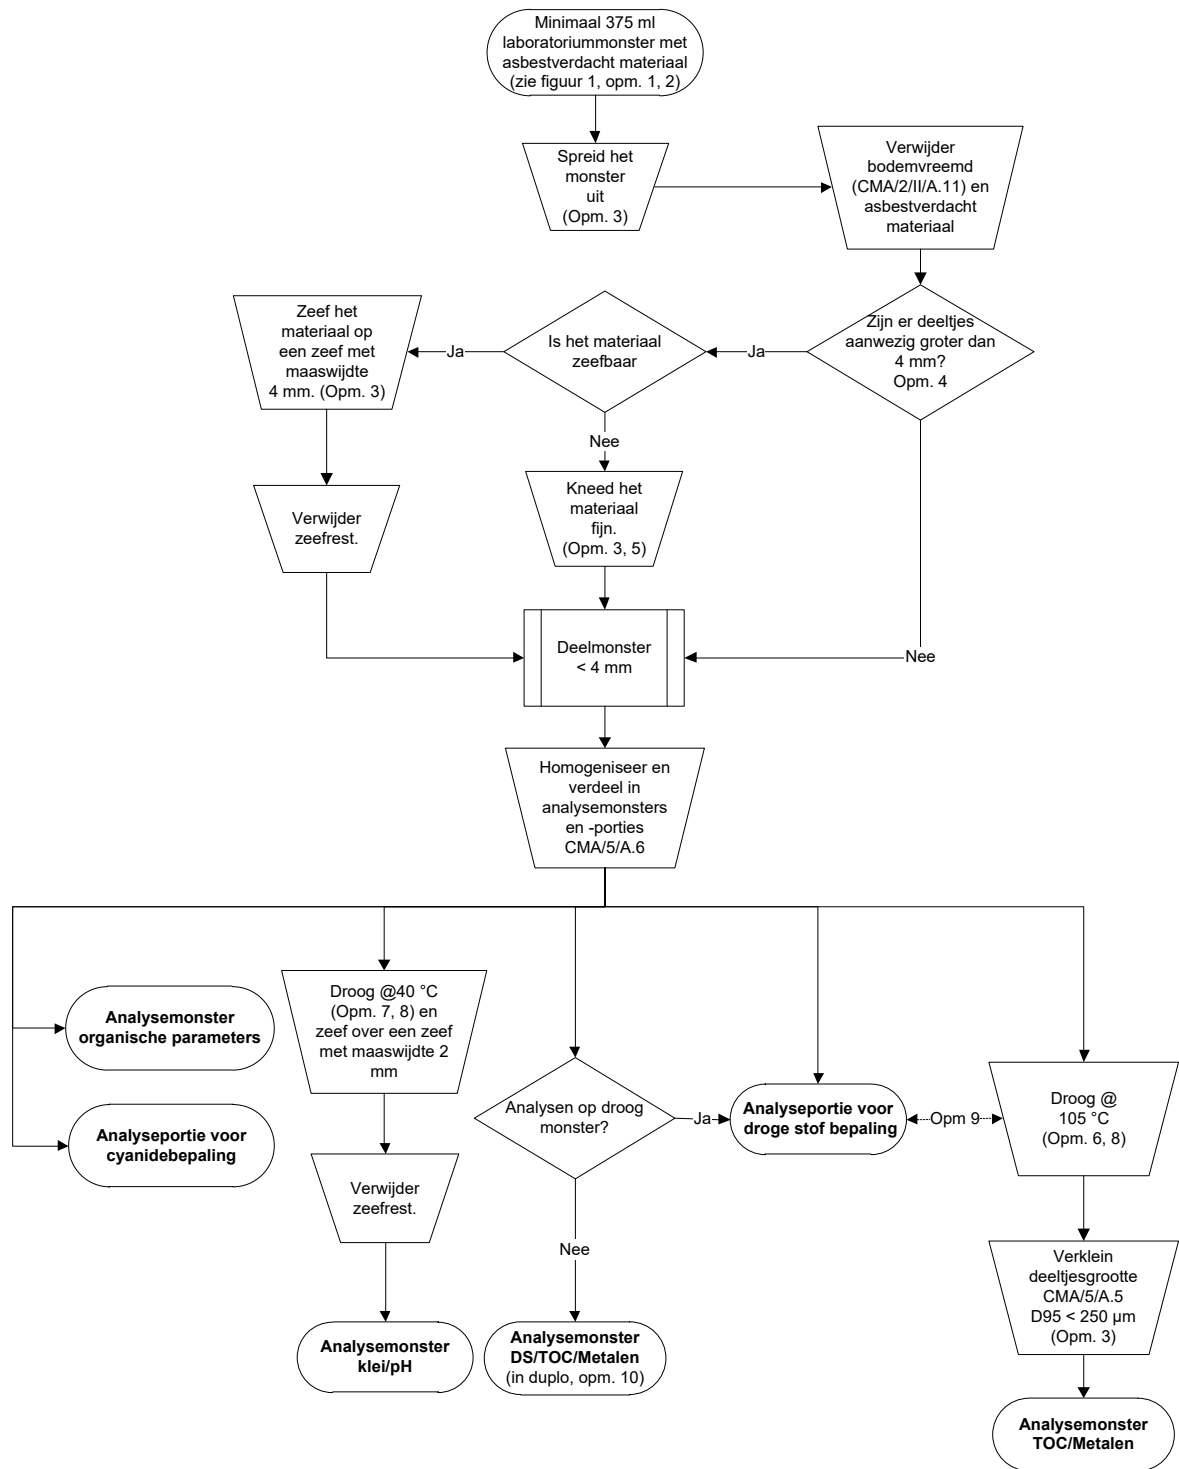 Minimaal 375 ml
laboratoriummonster met
asbestverdacht materiaal
(zie figuur 1, opm. 1, 2)
Spreid het
monster
uit
(Opm. 3)
Verwijder
bodemvreemd
(CMA/2/II/A.11) en
asbestverdacht
materiaal
Zijn er deeltjes
aanwezig groter dan
4 mm?
Opm. 4
Ja
Is het materiaal
zeefbaar
Ja
Zeef het
materiaal op
een zeef met
maaswijdte
4 mm. (Opm. 3)
Nee
Verwijder
zeefrest.
Kneed het
materiaal
fijn.
(Opm. 3, 5)
Nee
Deelmonster
< 4 mm
Homogeniseer en
verdeel in
analysemonsters
en -porties
CMA/5/A.6
Analysemonster
organische parameters
Analyseportie voor
cyanidebepaling
Droog @40 °C
(Opm. 7, 8) en
zeef over een zeef
met maaswijdte 2
mm
Verwijder
zeefrest.
Analysemonster
klei/pH
Analysen op droog
monster?
Ja
Nee
Analysemonster
DS/TOC/Metalen
(in duplo, opm. 10)
Analyseportie voor
droge stof bepaling
Opm 9
Droog @
105 °C
(Opm. 6, 8)
Verklein
deeltjesgrootte
CMA/5/A.5
D95 < 250 µm
(Opm. 3)
Analysemonster
TOC/Metalen